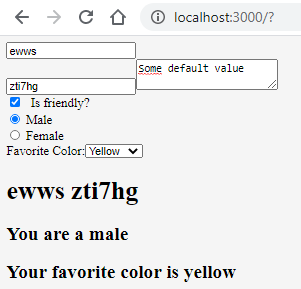 localhost:3000/?
ewws
Some default value
zti7hg
Is friendly?
Male
Female
Favorite Color: Yellow
ewws zti7hg
You are a male
Your favorite color is yellow